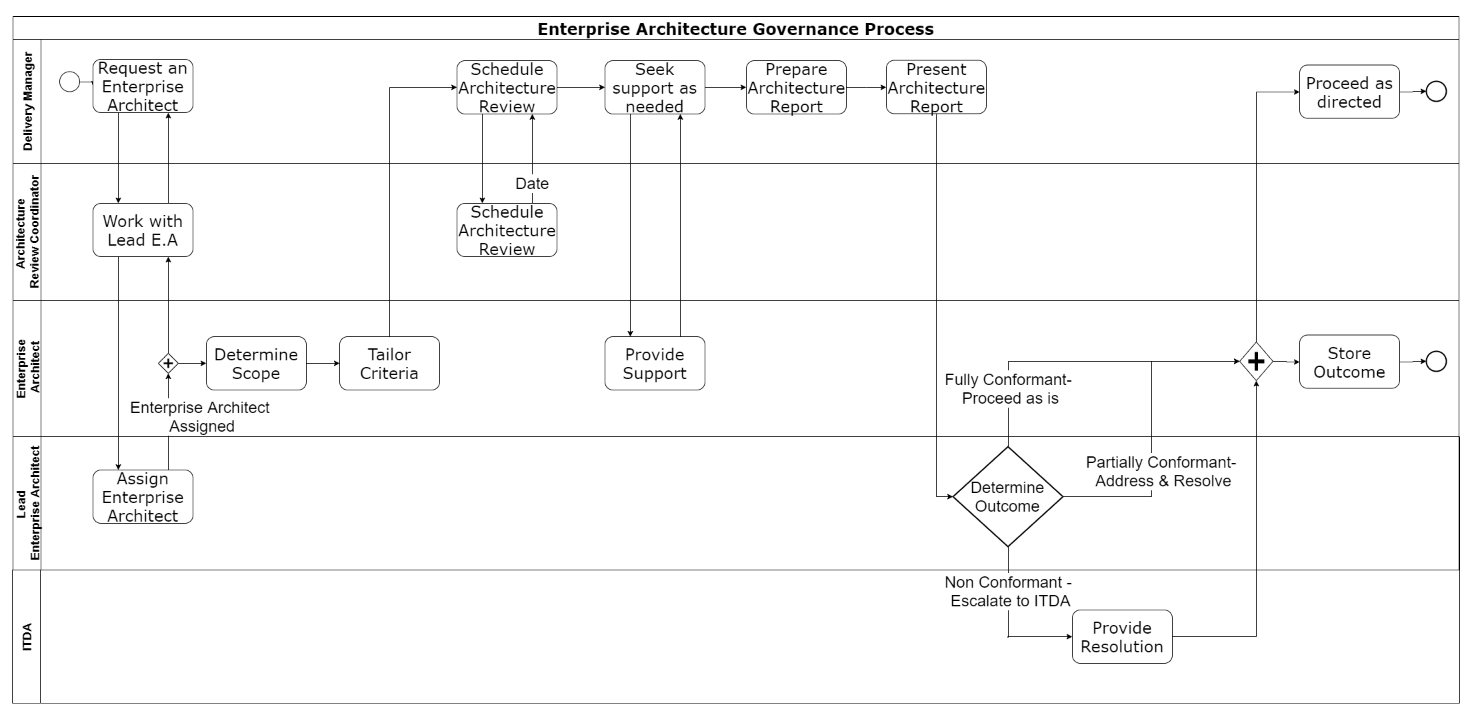 Enterprise Architecture Governance Process
Delivery Manager
Request an
Enterprise
Architect
Schedule
Architecture
Review
Seek
support as
needed
Prepare
Architecture
Report
Present
Architecture
Report
Proceed as
directed
Architecture
Review Coordinator
Work with
Lead E.A
Date
Schedule
Architecture
Review
Enterprise
Architect
Determine
Scope
Tailor
Criteria
Provide
Support
Store
Outcome
Enterprise Architect
Assigned
Fully Conformant-
Proceed as is
Lead
Enterprise Architect
Assign
Enterprise
Architect
Determine
Outcome
Partially Conformant-
Address & Resolve
ITDA
Non Conformant -
Escalate to ITDA
Provide
Resolution